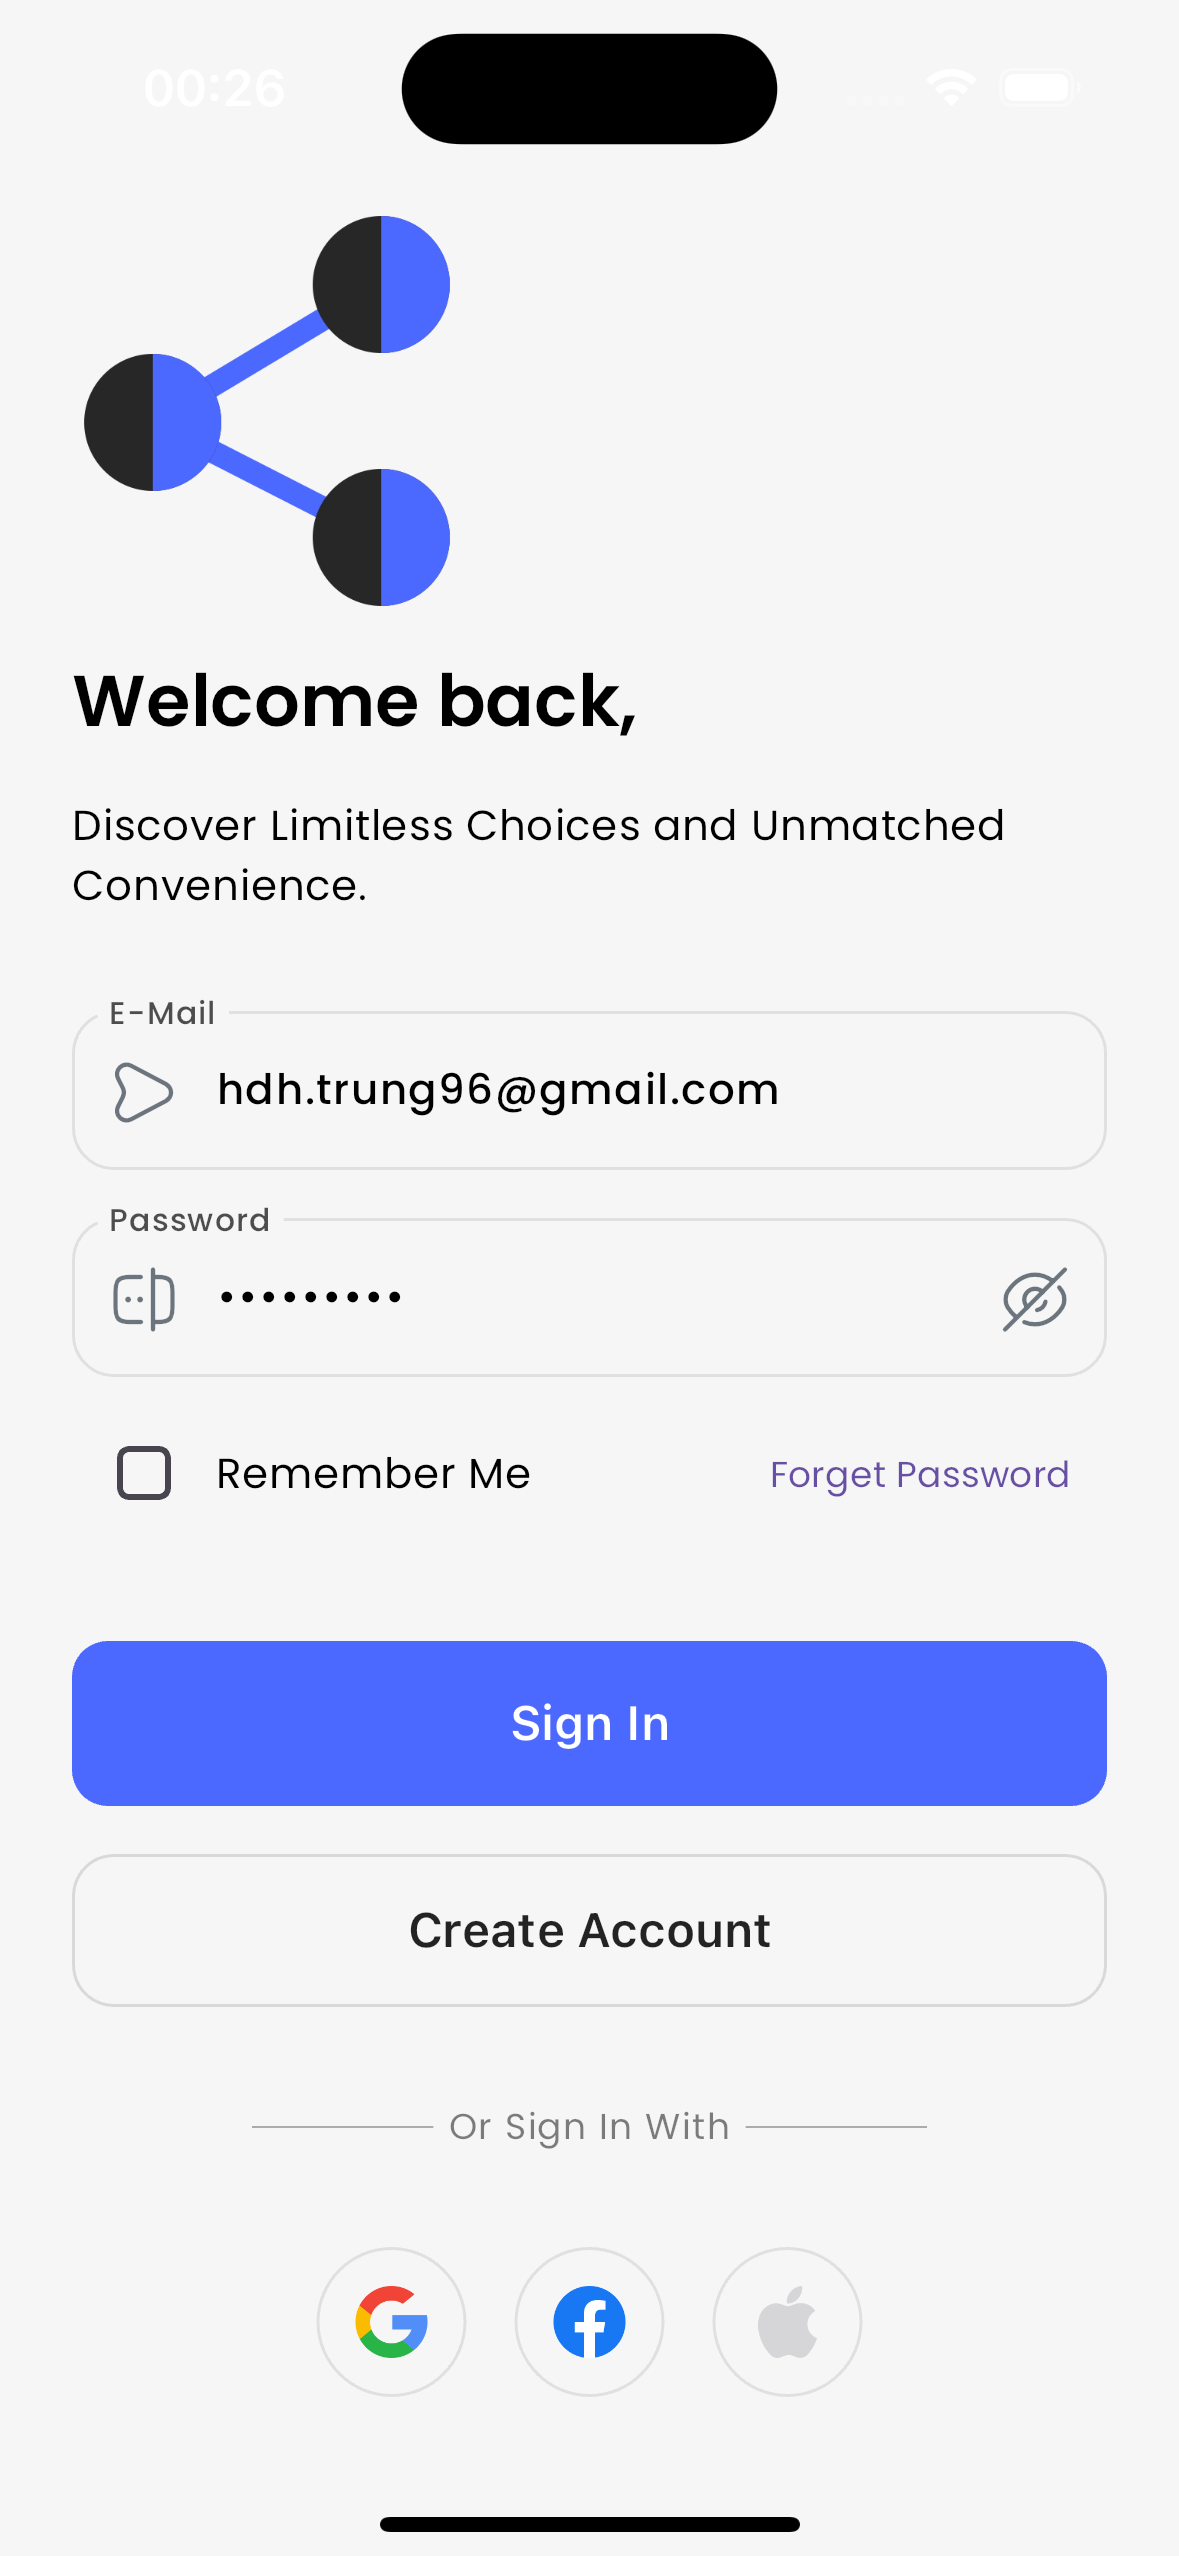 00:26
Welcome back,
Discover Limitless Choices and Unmatched
Convenience.
E-Mail
hdh.trung96@gmail.com
Password
•••••••••
Remember Me
Forget Password
Sign In
Create Account
Or Sign In With